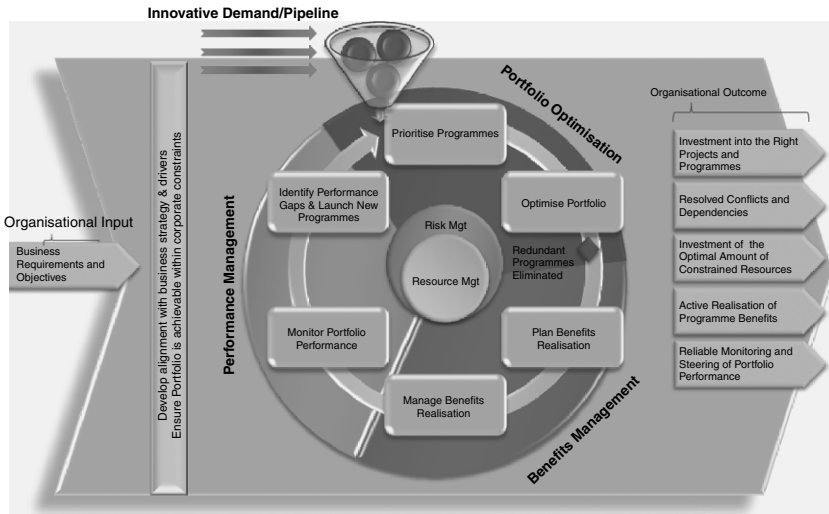 Innovative Demand/Pipeline
Organisational Input
Business
Requirements and
Objectives
Develop alignment with business strategy & drivers
Ensure Portfolio is achievable within corporate constraints
Performance Management
Portfolio Optimisation
Benefits Management
Prioritise Programmes
Optimise Portfolio
Redundant
Programmes
Eliminated
Plan Benefits
Realisation
Manage Benefits
Realisation
Monitor Portfolio
Performance
Identify Performance
Gaps & Launch New
Programmes
Risk Mgt
Resource Mgt
Organisational Outcome
Investment into the Right
Projects and
Programmes
Resolved Conflicts and
Dependencies
Investment of the
Optimal Amount of
Constrained Resources
Active Realisation of
Programme Benefits
Reliable Monitoring and
Steering of Portfolio
Performance